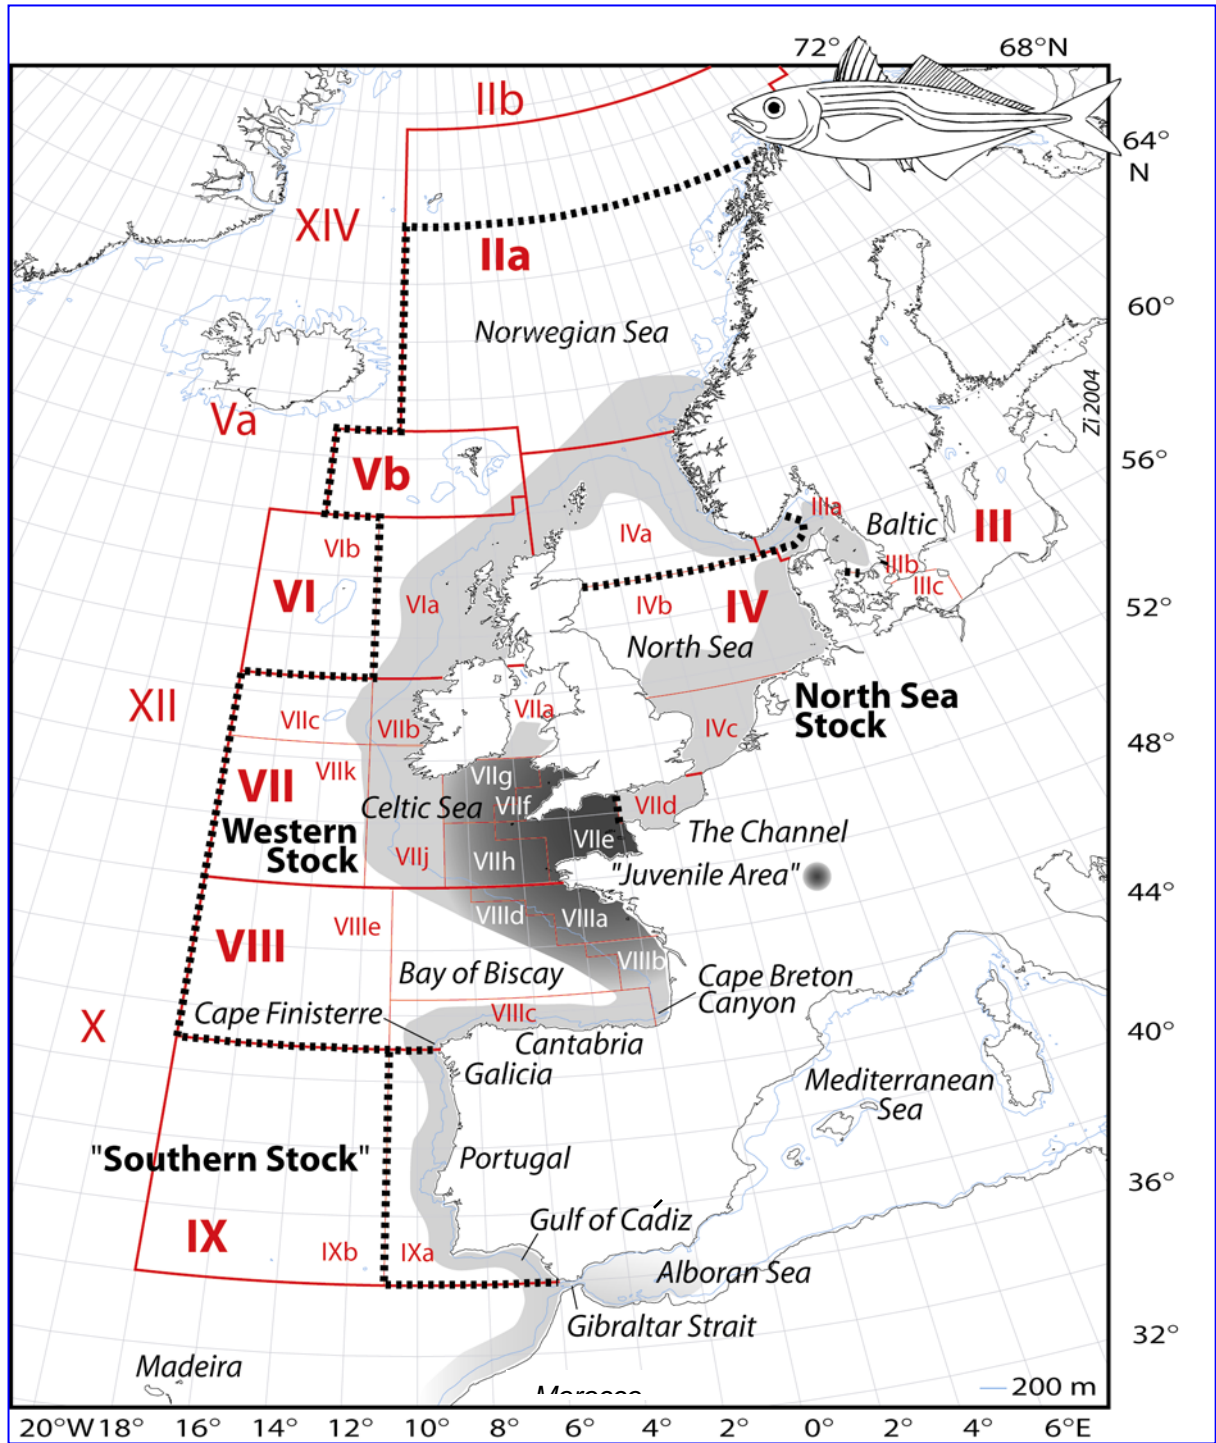 72°
68°N
IIb
64°
N
XIV
IIa
60°
Norwegian Sea
Zi 2004
Va
Vb
56°
IIIa
Baltic
III
VIb
IVa
IIIb
IIIc
VI
VIa
IVb
IV
52°
North Sea
XII
North Sea
Stock
VIIc
VIIb
VIIa
IVc
48°
VII
VIIk
VIIg
Celtic Sea
VIIf
VIId
Western
Stock
VIIe
The Channel
VIIj
VIIh
"Juvenile Area"
44°
VIIId
VIIIa
VIIIe
VIII
VIIIb
Bay of Biscay
Cape Breton
Canyon
Cape Finisterre
VIIIc
X
40°
Cantabria
Galicia
Mediterranean
Sea
"Southern Stock"
Portugal
36°
Gulf of Cádiz
IX
IXb
IXa
Alboran Sea
Gibraltar Strait
32°
Madeira
Morocco
200 m
20°W 18° 16° 14° 12° 10° 8° 6° 4° 2° 0° 2° 4° 6°E